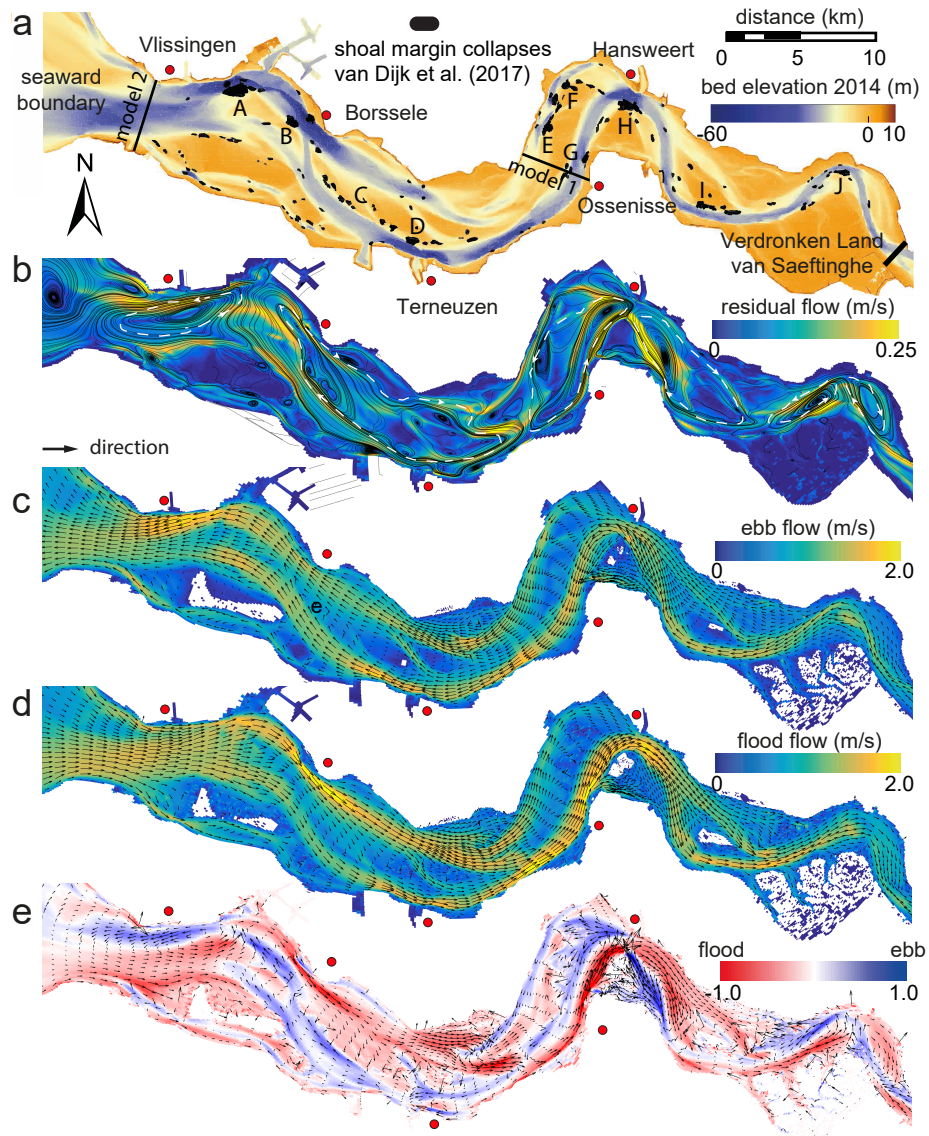 a
Vlissingen
shoal margin collapses
van Dijk et al. (2017)
Hansweert
distance (km)
0 5 10
seaward
boundary
model 2
bed elevation 2014 (m)
-60 0 10
A
B
Borssele
C
D
E
F
G
H
I
J
model 1
Ossenisse
N
Terneuzen
Verdronken Land
van Saeftinghe
b
residual flow (m/s)
0 0.25
direction
c
ebb flow (m/s)
0 2.0
e
d
flood flow (m/s)
0 2.0
e
flood ebb
-1.0 1.0